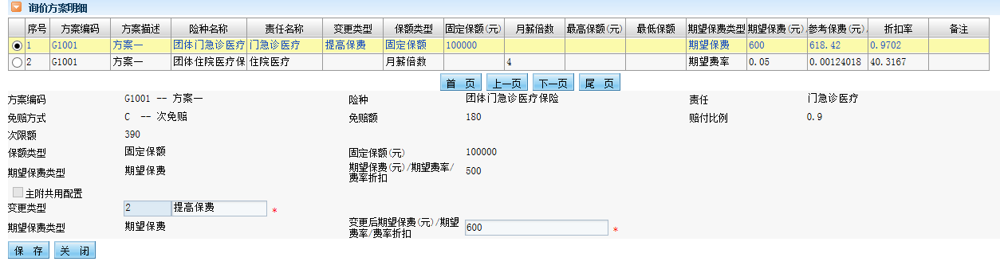 询价方案明细
序号 方案编码 方案描述 险种名称 责任名称 变更类型 保额类型 固定保额(元) 月薪倍数 最高保额(元) 最低保额 期望保费类型 期望保费(元) 参考保费(元) 折扣率 备注
1 G1001 方案一 团体门急诊医疗 门急诊医疗 提高保费 固定保额 100000 期望保费 600 618.42 0.9702
2 G1001 方案一 团体住院医疗保 住院医疗 月薪倍数 4 期望费率 0.05 0.00124018 40.3167
首 页 上一页 下一页 尾 页
方案编码 G1001 -- 方案一 险种 团体门急诊医疗保险 责任 门急诊医疗
免赔方式 C -- 次免赔 免赔额 180 赔付比例 0.9
次限额 390
保额类型 固定保额 固定保额(元) 100000
期望保费类型 期望保费 期望保费(元)/期望费率/
费率折扣 500
主附共用配置
变更类型 2 提高保费 *
期望保费类型 期望保费 变更后期望保费(元)/期望
费率/费率折扣 600 *
保 存 关 闭